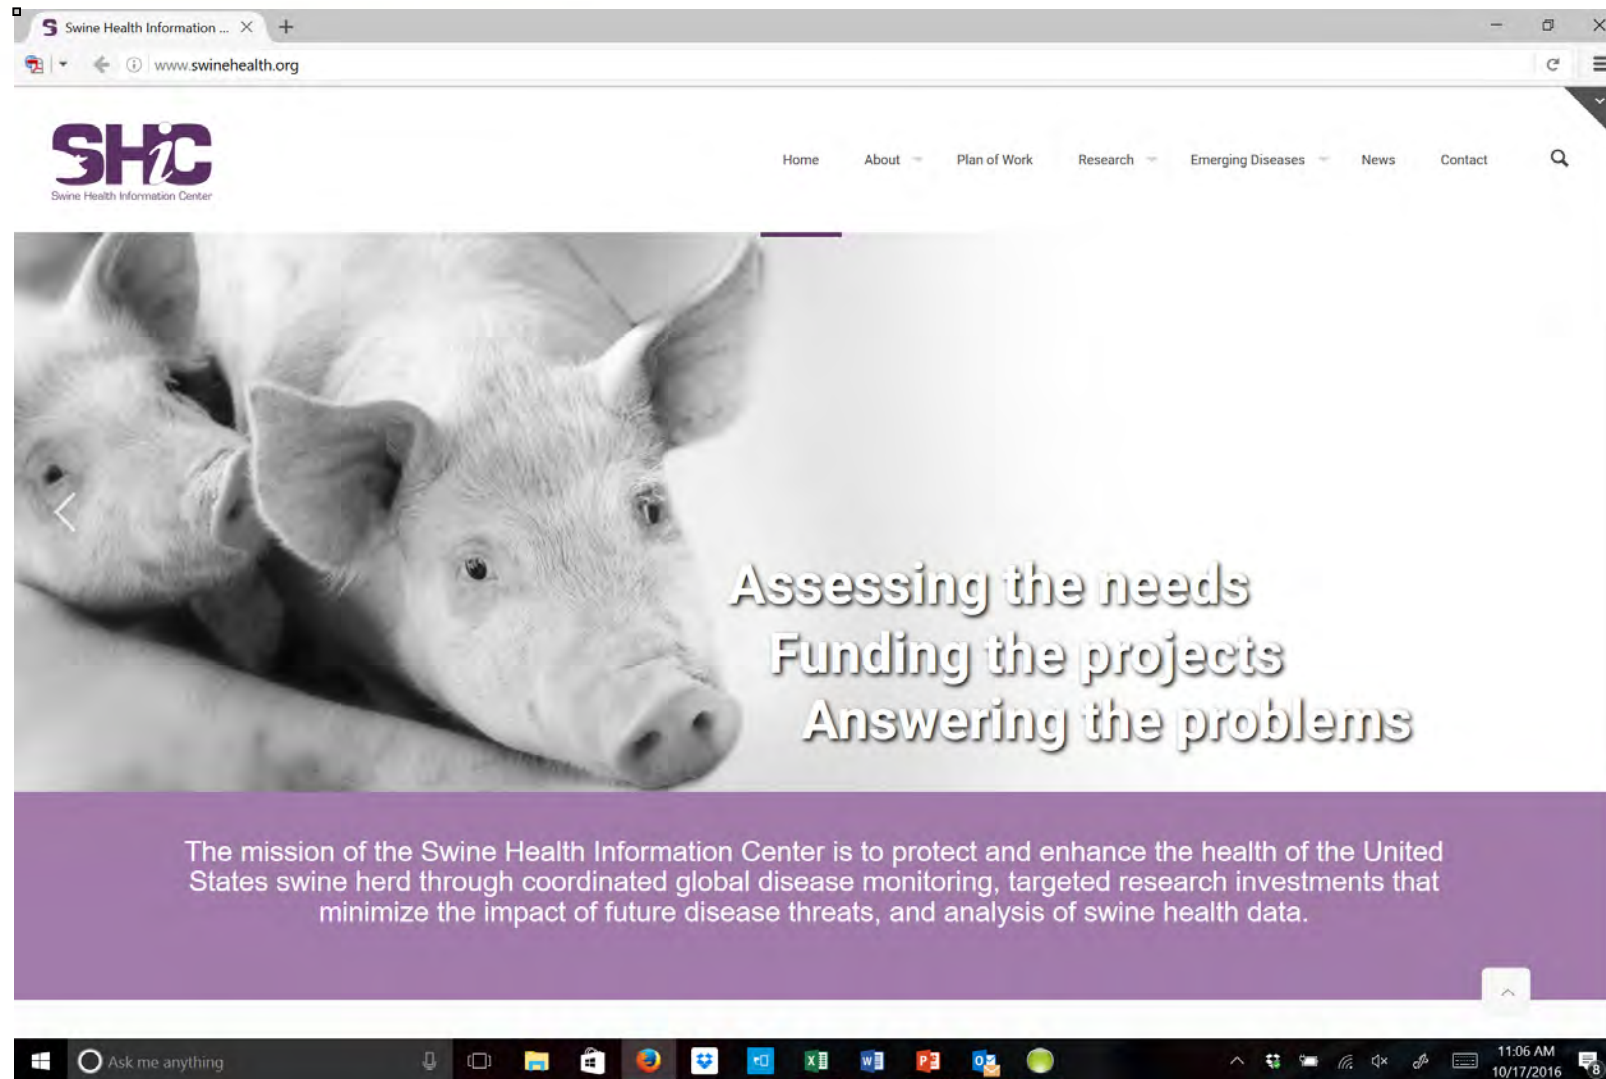 Swine Health Information ...
www.swinehealth.org
SHiC
Swine Health Information Center
Home About Plan of Work Research Emerging Diseases News Contact
Assessing the needs
Funding the projects
Answering the problems
The mission of the Swine Health Information Center is to protect and enhance the health of the United
States swine herd through coordinated global disease monitoring, targeted research investments that
minimize the impact of future disease threats, and analysis of swine health data.
Ask me anything
11:06 AM
10/17/2016
8